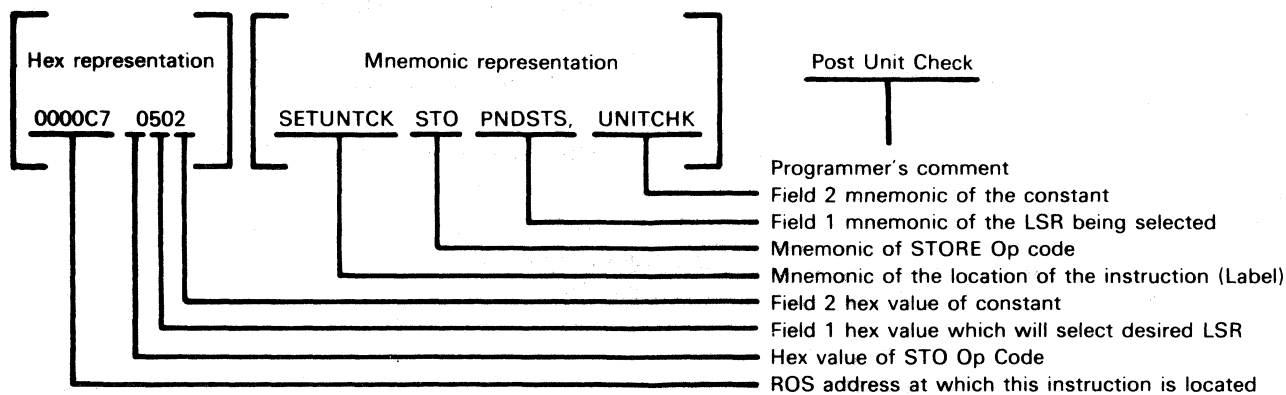 Hex representation
Mnemonic representation
Post Unit Check
0000C7 0502
SETUNTCK STO PNDSTS, UNITCHK
Programmer's comment
Field 2 mnemonic of the constant
Field 1 mnemonic of the LSR being selected
Mnemonic of STORE Op code
Mnemonic of the location of the instruction (Label)
Field 2 hex value of constant
Field 1 hex value which will select desired LSR
Hex value of STO Op Code
ROS address at which this instruction is located